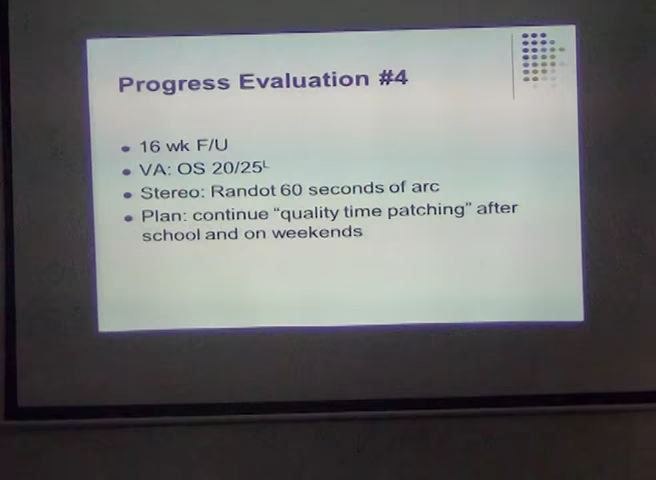 Progress Evaluation #4
• 16 wk F/U
• VA: OS 20/25ᴸ
• Stereo: Randot 60 seconds of arc
• Plan: continue “quality time patching” after
school and on weekends